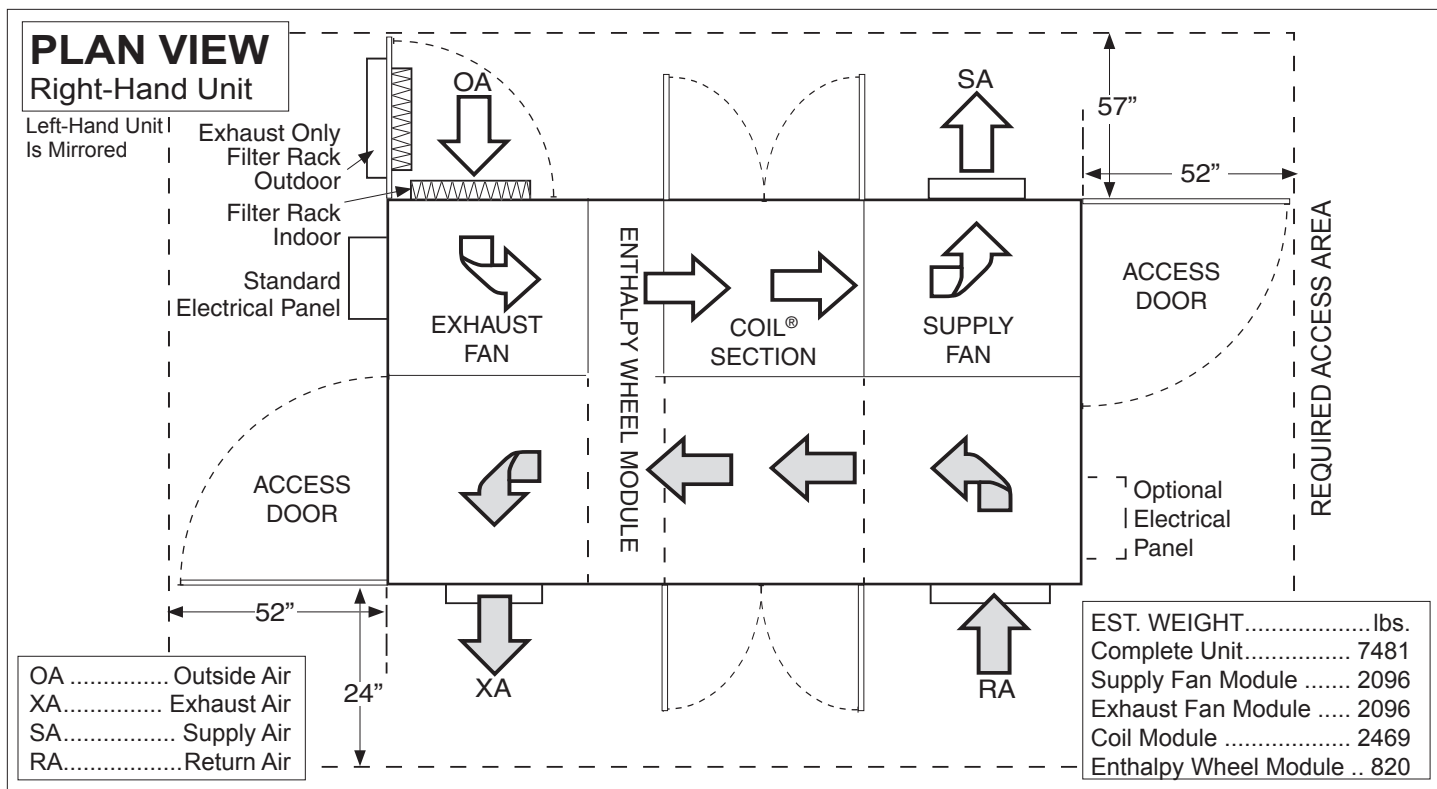 PLAN VIEW
Right-Hand Unit
Left-Hand Unit
Is Mirrored
Exhaust Only
Filter Rack
Outdoor
Filter Rack
Indoor
Standard
Electrical Panel
OA
SA
57”
52”
REQUIRED ACCESS AREA
ACCESS
DOOR
EXHAUST
FAN
ENTHALPY WHEEL MODULE
COIL®
SECTION
SUPPLY
FAN
ACCESS
DOOR
Optional
Electrical
Panel
52”
24”
XA
RA
OA ............... Outside Air
XA................ Exhaust Air
SA.................. Supply Air
RA..................Return Air
EST. WEIGHT...................lbs.
Complete Unit................ 7481
Supply Fan Module ....... 2096
Exhaust Fan Module ..... 2096
Coil Module ................... 2469
Enthalpy Wheel Module .. 820